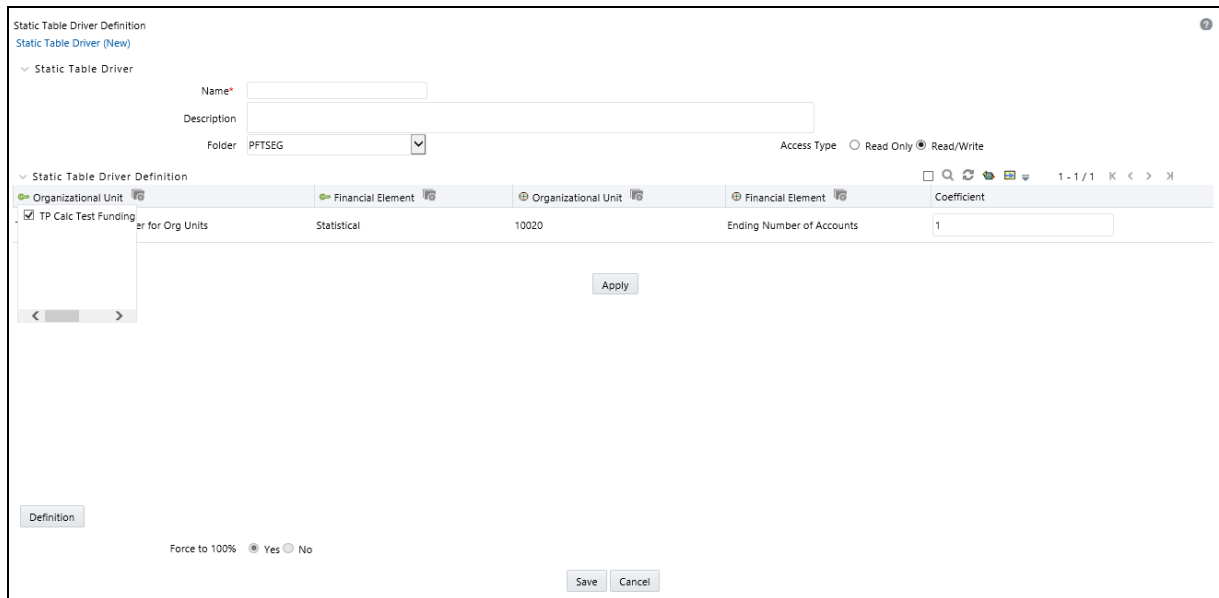 Static Table Driver Definition
Static Table Driver (New)
Static Table Driver
Name*
Description
Folder PFTSEG Access Type Read Only Read/Write
Static Table Driver Definition 1 - 1 / 1
Organizational Unit Financial Element Organizational Unit Financial Element Coefficient
TP Calc Test Funding
er for Org Units Statistical 10020 Ending Number of Accounts 1
Apply
Definition
Force to 100% Yes No
Save Cancel